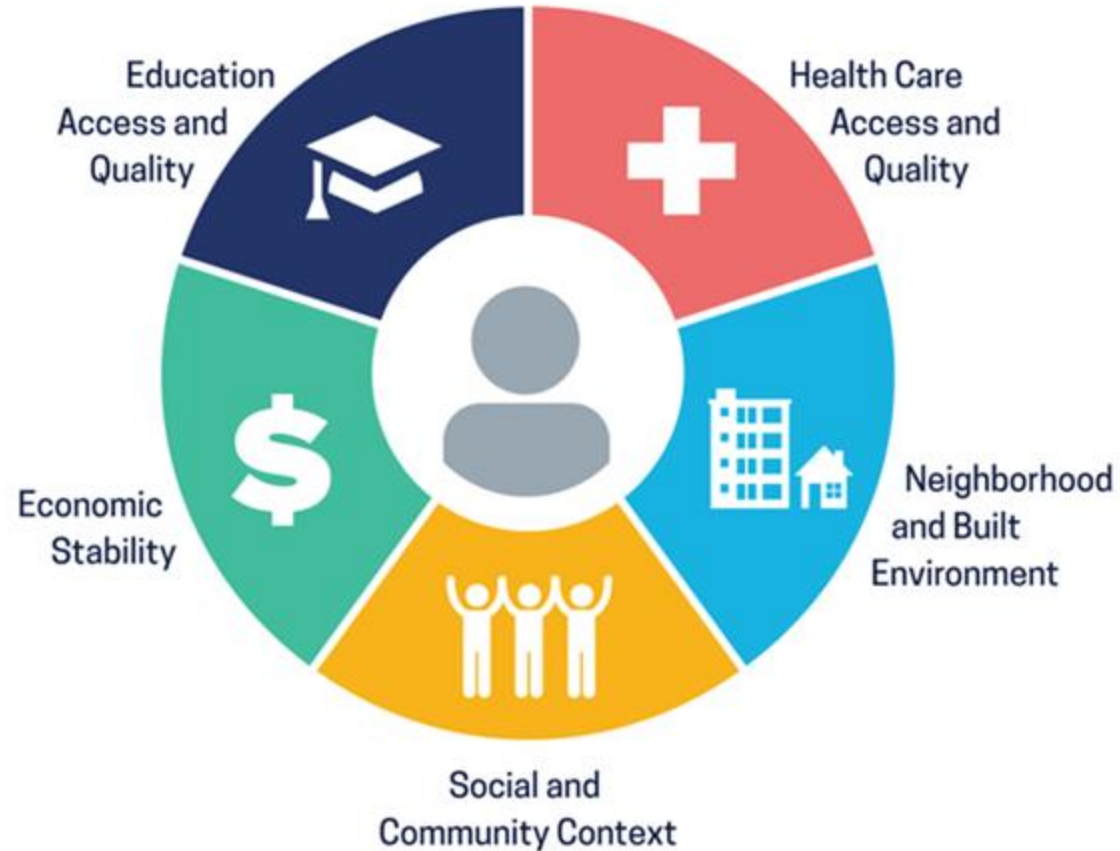 Education
Access and
Quality
Health Care
Access and
Quality
Economic
Stability
Neighborhood
and Built
Environment
Social and
Community Context